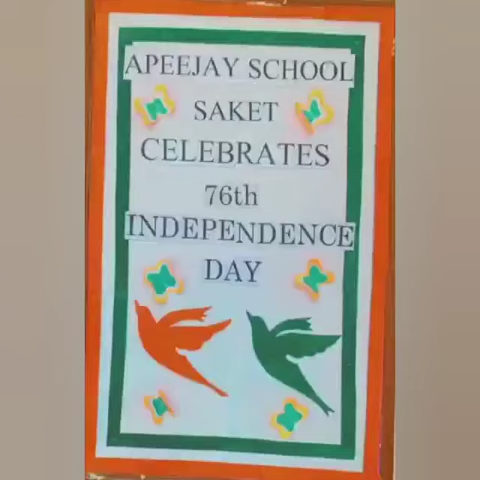 APEEJAY SCHOOL
SAKET
CELEBRATES
76th
INDEPENDENCE
DAY